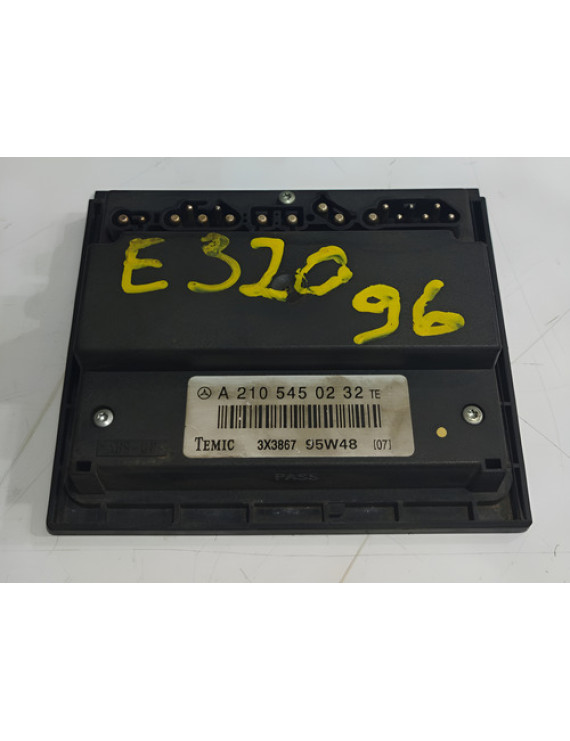 E320
96
A 210 545 02 32 TE
TEMIC 3X3867 95W48 (07)
PASS